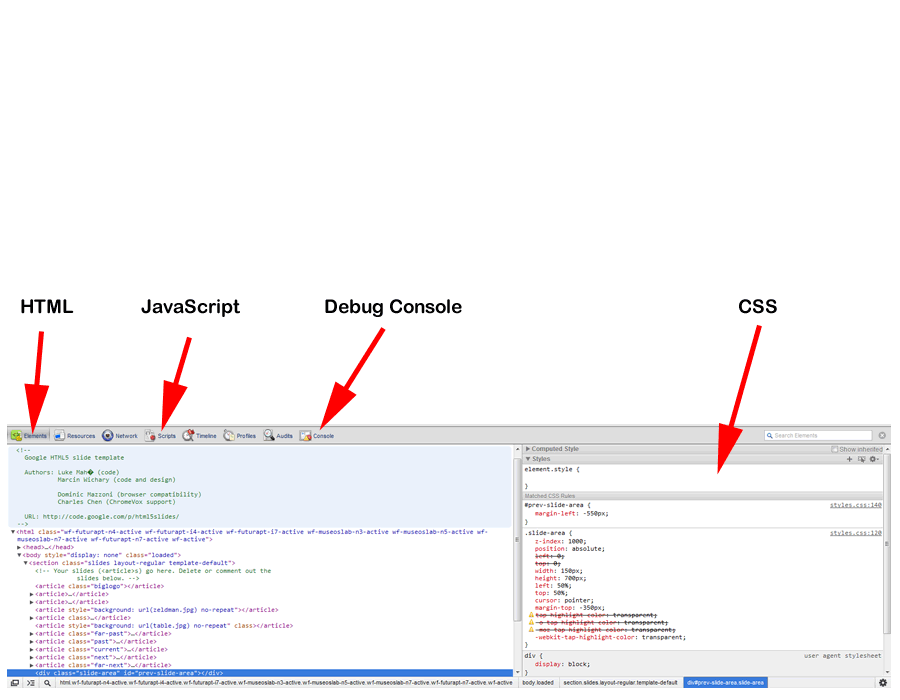 HTML
JavaScript
Debug Console
CSS
Elements Resources Network Scripts Timeline Profiles Audits Console
Search Elements
<!--
Google HTML5 slide template
Authors: Luke Mah� (code)
Marcin Wichary (code and design)
Dominic Mazzoni (browser compatibility)
Charles Chen (ChromeVox support)
URL: http://code.google.com/p/html5slides/
-->
▼<html class="wf-futurapt-n4-active wf-futurapt-i4-active wf-futurapt-i7-active wf-museoslab-n3-active wf-museoslab-n5-active wf-
museoslab-n7-active wf-futurapt-n7-active wf-active">
▶<head>…</head>
▼<body style="display: none" class="loaded">
▼<section class="slides layout-regular template-default">
<!-- Your slides (<article>s) go here. Delete or comment out the
slides below. -->
<article class="biglogo"></article>
▶<article>…</article>
▶<article>…</article>
<article style="background: url(zeldman.jpg) no-repeat"></article>
▶<article class>…</article>
<article style="background: url(table.jpg) no-repeat" class></article>
▶<article class="far-past">…</article>
▶<article class="past">…</article>
▶<article class="current">…</article>
▶<article class="next">…</article>
▶<article class="far-next">…</article>
<div class="slide-area" id="prev-slide-area"></div>
▶ Computed Style Show inherited
▼ Styles
element.style {
}
Matched CSS Rules
#prev-slide-area { styles.css:140
margin-left: -550px;
}
.slide-area { styles.css:120
z-index: 1000;
position: absolute;
left: 0;
top: 0;
width: 150px;
height: 700px;
left: 50%;
top: 50%;
cursor: pointer;
margin-top: -350px;
tap-highlight-color: transparent;
-o-tap-highlight-color: transparent;
-moz-tap-highlight-color: transparent;
-webkit-tap-highlight-color: transparent;
}
div { user agent stylesheet
display: block;
}
html.wf-futurapt-n4-active.wf-futurapt-i4-active.wf-futurapt-i7-active.wf-museoslab-n3-active.wf-museoslab-n5-active.wf-museoslab-n7-active.wf-futurapt-n7-active.wf-active body.loaded section.slides.layout-regular.template-default div#prev-slide-area.slide-area